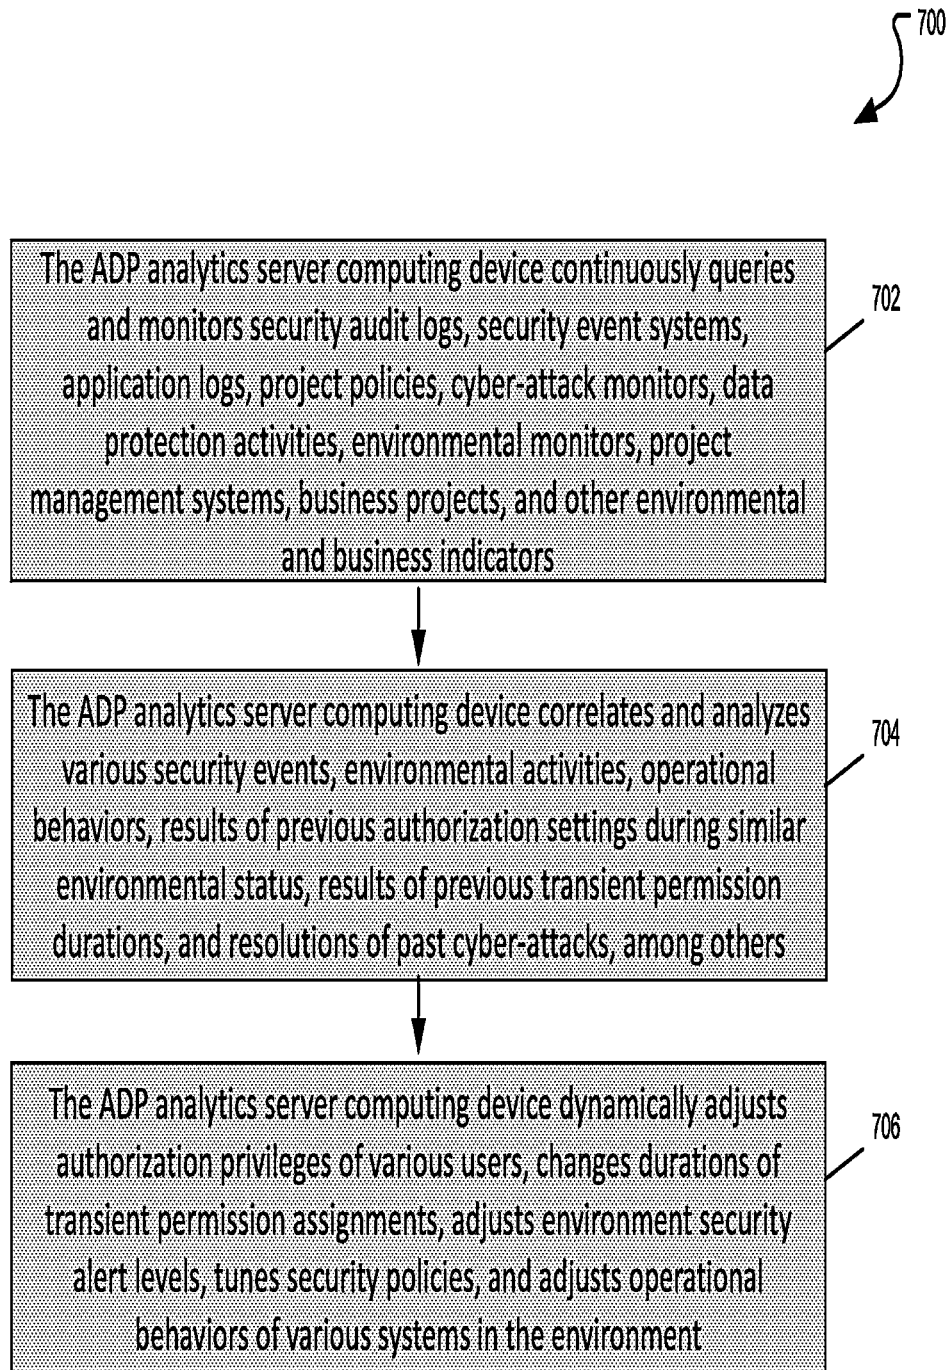 700
The ADP analytics server computing device continuously queries
and monitors security audit logs, security event systems,
application logs, project policies, cyber-attack monitors, data
protection activities, environmental monitors, project
management systems, business projects, and other environmental
and business indicators
702
The ADP analytics server computing device correlates and analyzes
various security events, environmental activities, operational
behaviors, results of previous authorization settings during similar
environmental status, results of previous transient permission
durations, and resolutions of past cyber-attacks, among others
704
The ADP analytics server computing device dynamically adjusts
authorization privileges of various users, changes durations of
transient permission assignments, adjusts environment security
alert levels, tunes security policies, and adjusts operational
behaviors of various systems in the environment
706